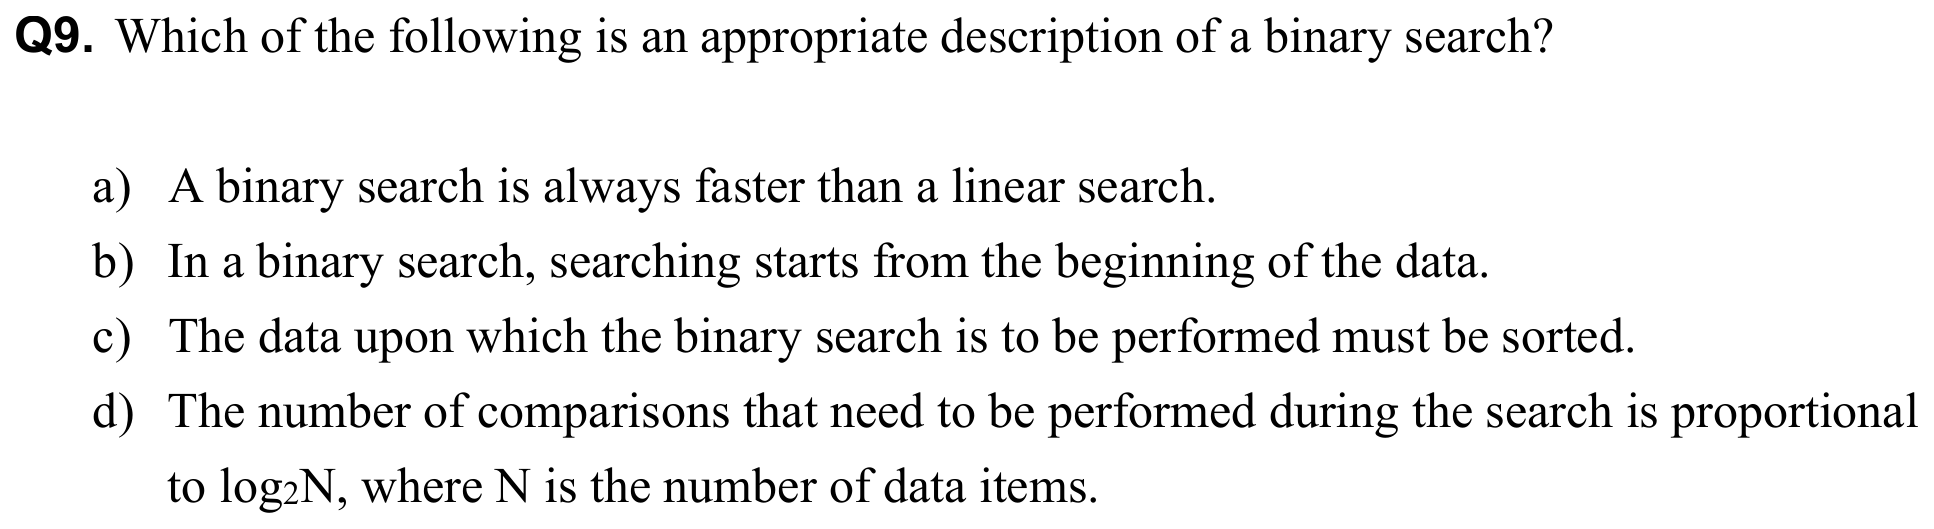 Q9. Which of the following is an appropriate description of a binary search?
a) A binary search is always faster than a linear search.
b) In a binary search, searching starts from the beginning of the data.
c) The data upon which the binary search is to be performed must be sorted.
d) The number of comparisons that need to be performed during the search is proportional
to log₂N, where N is the number of data items.